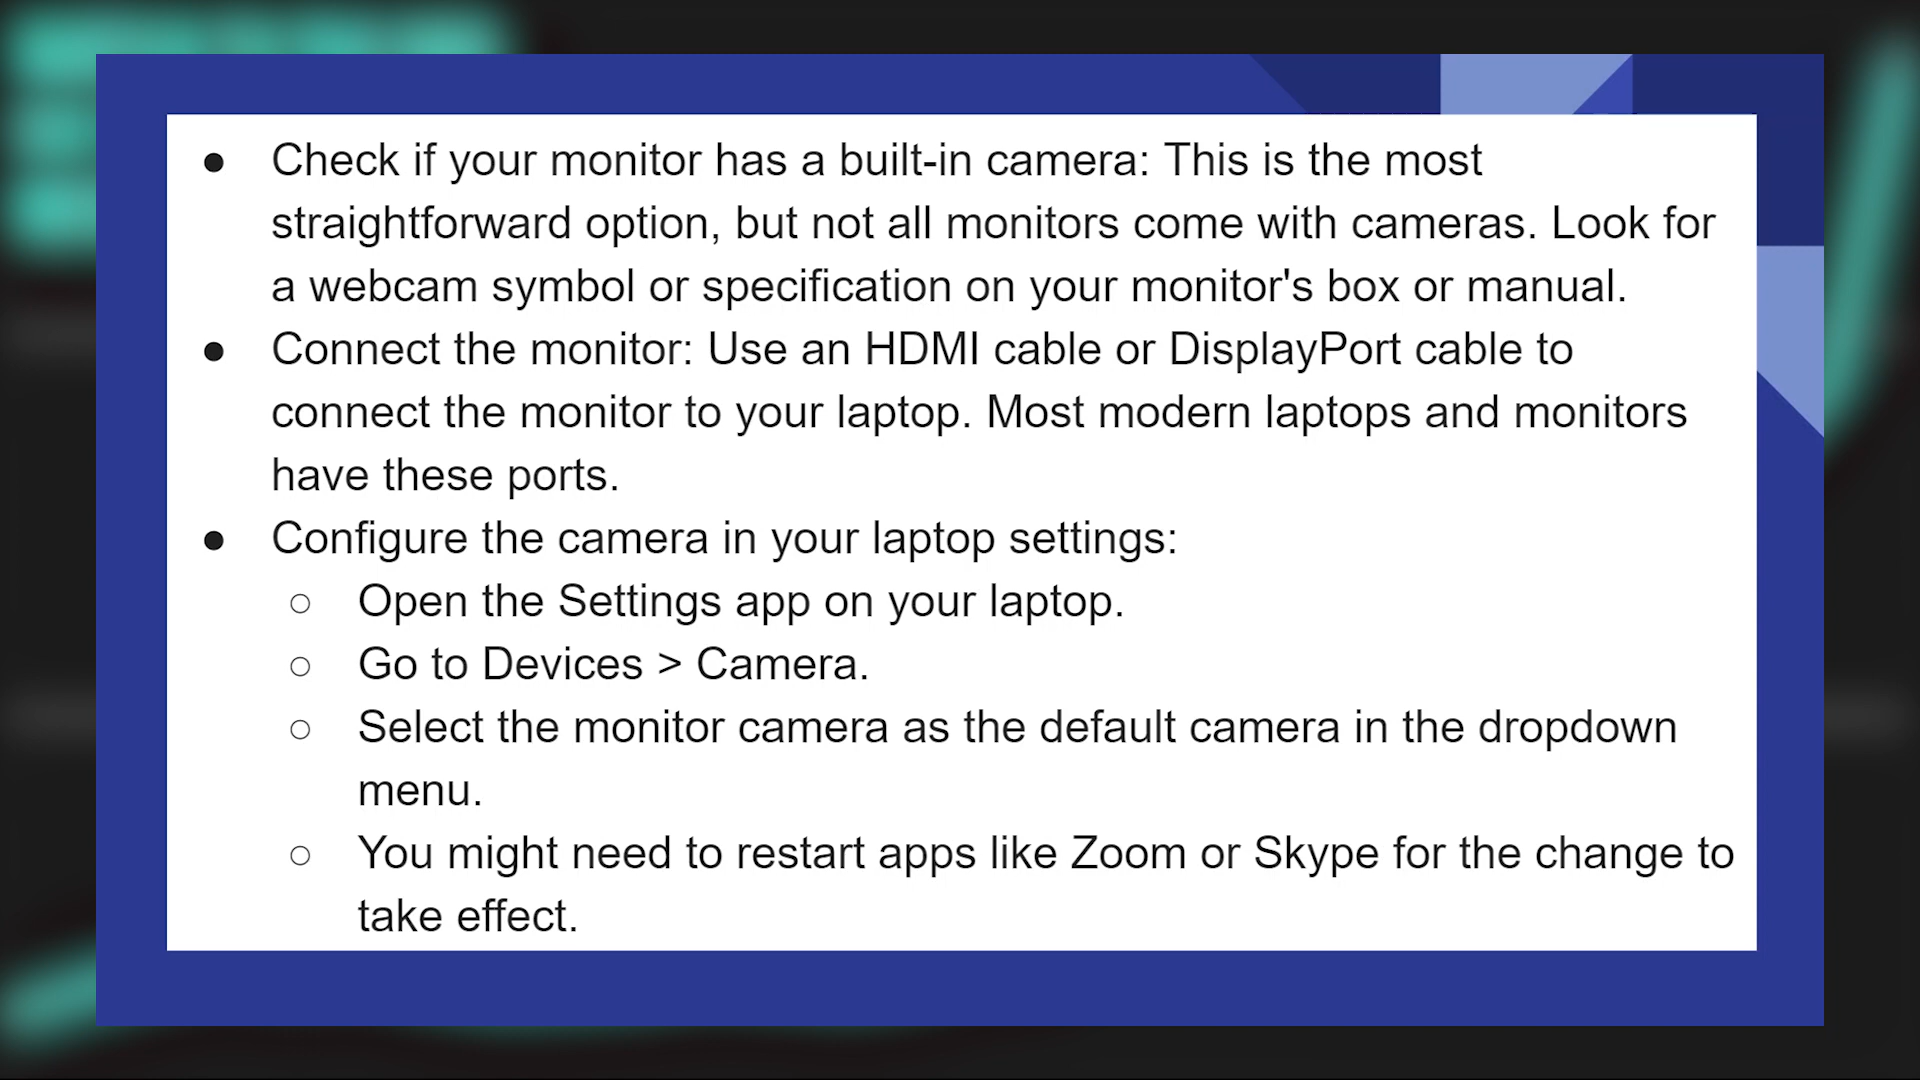 ● Check if your monitor has a built-in camera: This is the most
straightforward option, but not all monitors come with cameras. Look for
a webcam symbol or specification on your monitor's box or manual.
● Connect the monitor: Use an HDMI cable or DisplayPort cable to
connect the monitor to your laptop. Most modern laptops and monitors
have these ports.
● Configure the camera in your laptop settings:
○ Open the Settings app on your laptop.
○ Go to Devices > Camera.
○ Select the monitor camera as the default camera in the dropdown
menu.
○ You might need to restart apps like Zoom or Skype for the change to
take effect.